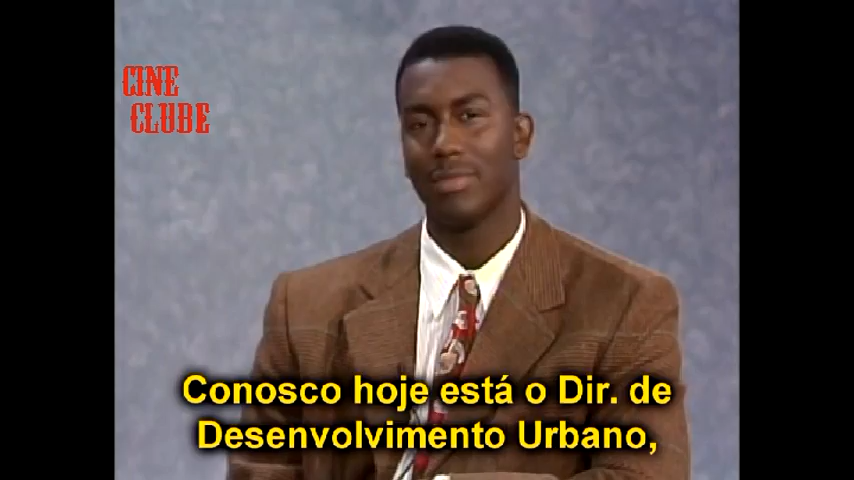 CINE
CLUBE
Conosco hoje está o Dir. de
Desenvolvimento Urbano,